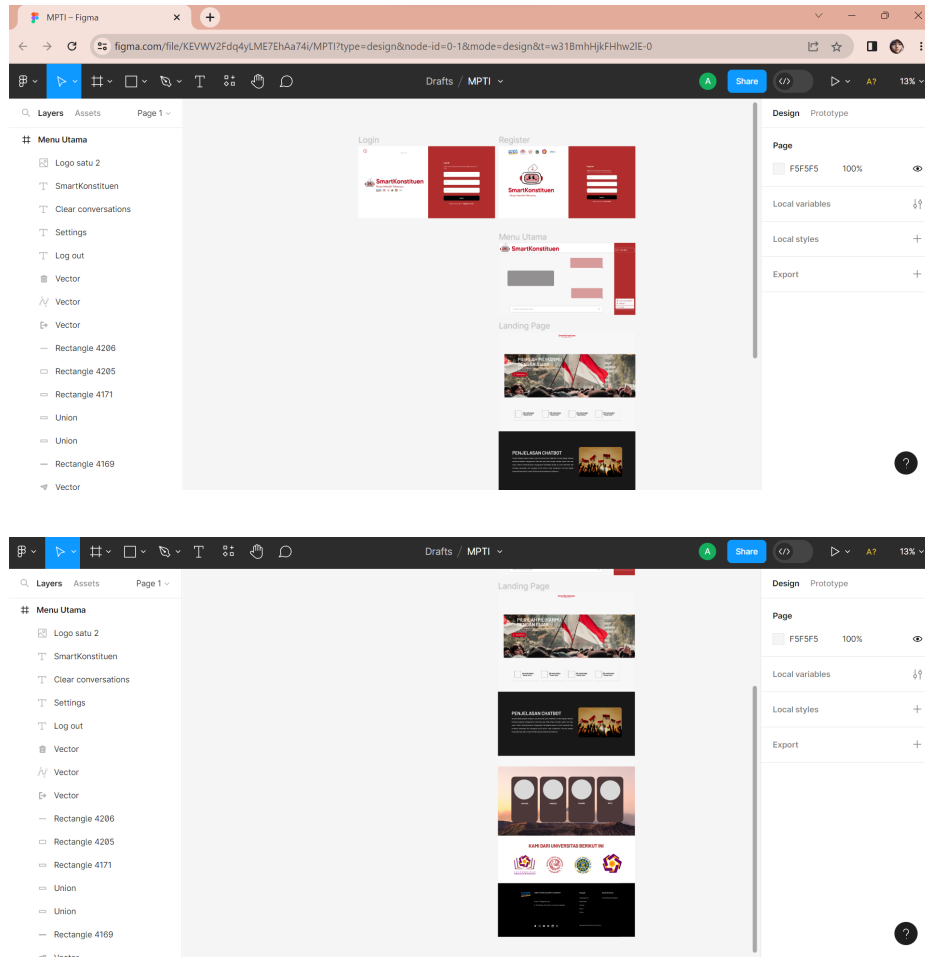 MPTI – Figma
figma.com/file/KEVWV2Fdq4yLME7EhAa74i/MPTI?type=design&node-id=0-1&mode=design&t=w31BmhHjkFHhw2lE-0
Drafts / MPTI
A
Share
A?
13%
Layers
Assets
Page 1
Design
Prototype
Menu Utama
Page
Logo satu 2
F5F5F5
100%
SmartKonstituen
Clear conversations
Local variables
Settings
Local styles
Log out
Vector
Export
Vector
Vector
Rectangle 4206
Rectangle 4205
Rectangle 4171
Union
Union
Rectangle 4169
Vector
Login
Register
SmartKonstituen
SmartKonstituen
Menu Utama
SmartKonstituen
Landing Page
PENJELASAN CHATBOT
?
Drafts / MPTI
A
Share
A?
13%
Layers
Assets
Page 1
Design
Prototype
Menu Utama
Page
Logo satu 2
F5F5F5
100%
SmartKonstituen
Clear conversations
Local variables
Settings
Local styles
Log out
Vector
Export
Vector
Vector
Rectangle 4206
Rectangle 4205
Rectangle 4171
Union
Union
Rectangle 4169
Vector
Landing Page
PENJELASAN CHATBOT
KAMI DARI UNIVERSITAS BERIKUT INI
?